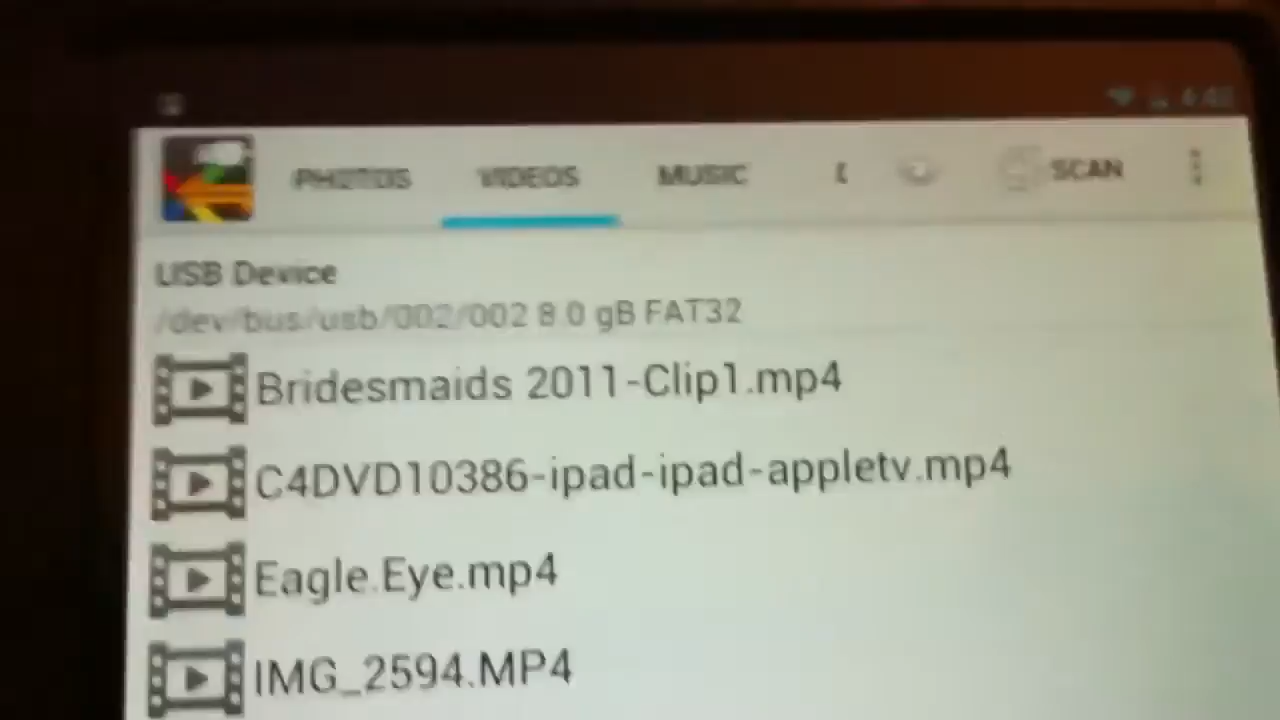 PHOTOS VIDEOS MUSIC SCAN
USB Device
/dev/bus/usb/002/002 8.0 gB FAT32
Bridesmaids 2011-Clip1.mp4
C4DVD10386-ipad-ipad-appletv.mp4
Eagle.Eye.mp4
IMG_2594.MP4